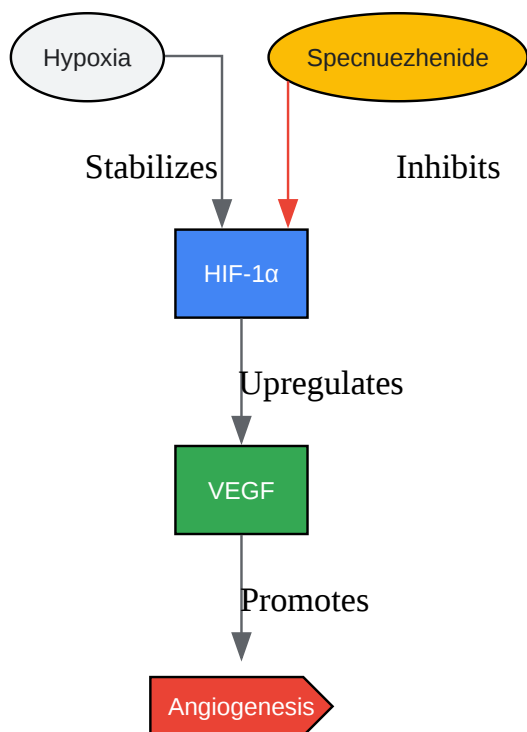 Hypoxia
Specnuezhenide
Stabilizes
Inhibits
HIF-1α
Upregulates
VEGF
Promotes
Angiogenesis